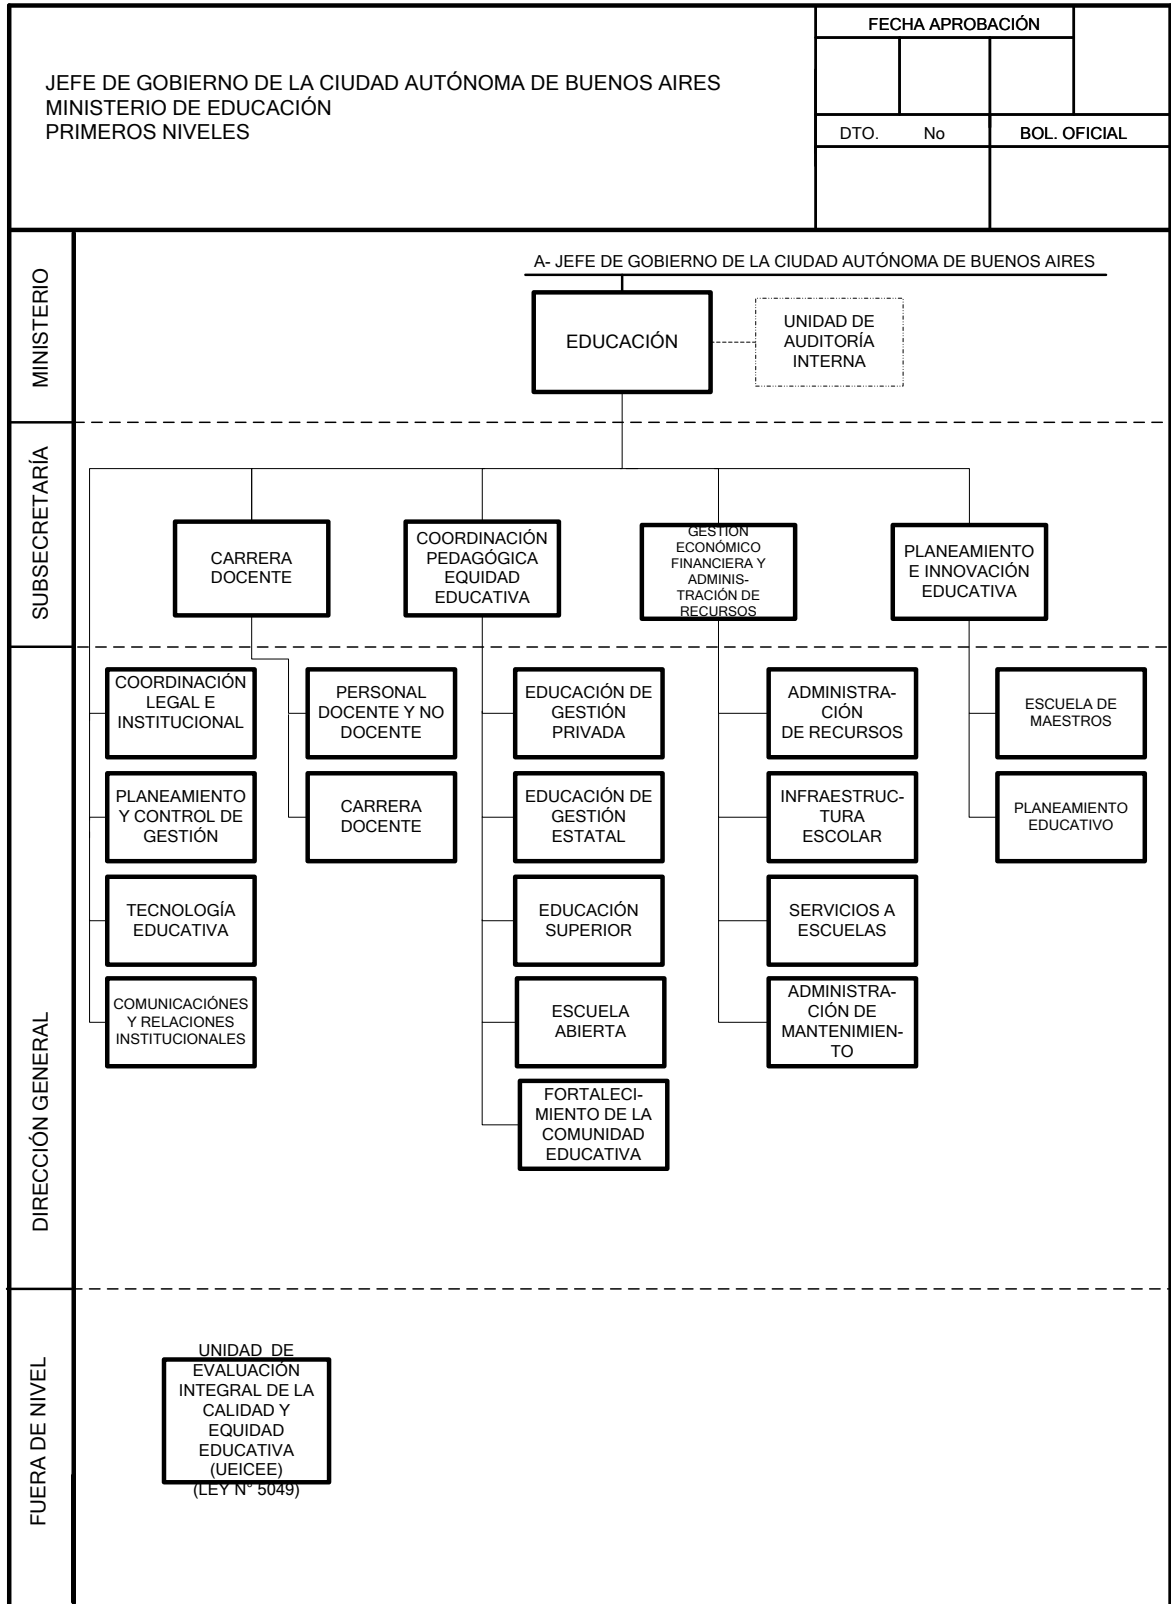 JEFE DE GOBIERNO DE LA CIUDAD AUTÓNOMA DE BUENOS AIRES
MINISTERIO DE EDUCACIÓN
PRIMEROS NIVELES
FECHA APROBACIÓN
DTO. No
BOL. OFICIAL
MINISTERIO
A- JEFE DE GOBIERNO DE LA CIUDAD AUTÓNOMA DE BUENOS AIRES
EDUCACIÓN
UNIDAD DE
AUDITORÍA
INTERNA
SUBSECRETARÍA
CARRERA
DOCENTE
COORDINACIÓN
PEDAGÓGICA
EQUIDAD
EDUCATIVA
GESTIÓN
ECONÓMICO
FINANCIERA Y
ADMINIS-
TRACIÓN DE
RECURSOS
PLANEAMIENTO
E INNOVACIÓN
EDUCATIVA
DIRECCIÓN GENERAL
COORDINACIÓN
LEGAL E
INSTITUCIONAL
PLANEAMIENTO
Y CONTROL DE
GESTIÓN
TECNOLOGÍA
EDUCATIVA
COMUNICACIÓNES
Y RELACIONES
INSTITUCIONALES
PERSONAL
DOCENTE Y NO
DOCENTE
CARRERA
DOCENTE
EDUCACIÓN DE
GESTIÓN
PRIVADA
EDUCACIÓN DE
GESTIÓN
ESTATAL
EDUCACIÓN
SUPERIOR
ESCUELA
ABIERTA
FORTALECI-
MIENTO DE LA
COMUNIDAD
EDUCATIVA
ADMINISTRA-
CIÓN
DE RECURSOS
INFRAESTRUC-
TURA
ESCOLAR
SERVICIOS A
ESCUELAS
ADMINISTRA-
CIÓN DE
MANTENIMIEN-
TO
ESCUELA DE
MAESTROS
PLANEAMIENTO
EDUCATIVO
FUERA DE NIVEL
UNIDAD DE
EVALUACIÓN
INTEGRAL DE LA
CALIDAD Y
EQUIDAD
EDUCATIVA
(UEICEE)
(LEY N° 5049)